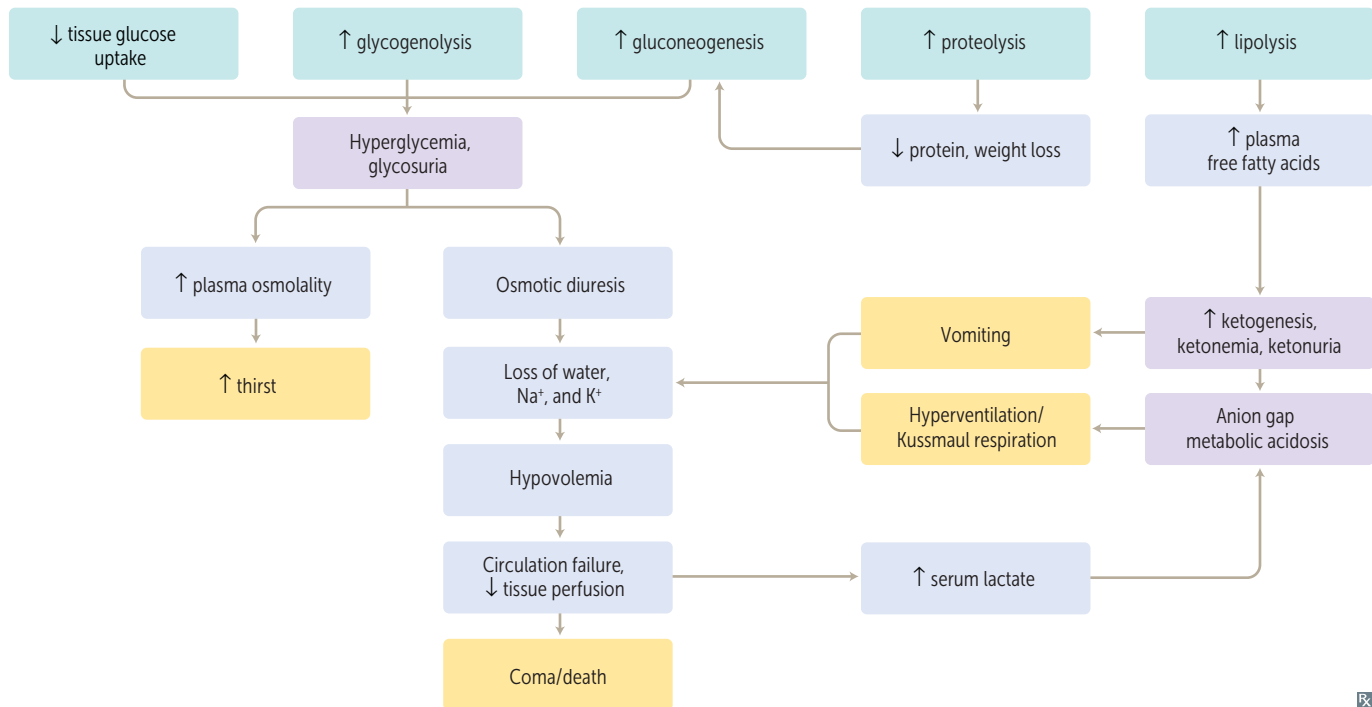 ↓ tissue glucose
uptake
↑ glycogenolysis
↑ gluconeogenesis
↑ proteolysis
↑ lipolysis
Hyperglycemia,
glycosuria
↓ protein, weight loss
↑ plasma
free fatty acids
↑ plasma osmolality
Osmotic diuresis
Vomiting
↑ ketogenesis,
ketonemia, ketonuria
↑ thirst
Loss of water,
Na⁺, and K⁺
Hyperventilation/
Kussmaul respiration
Anion gap
metabolic acidosis
Hypovolemia
Circulation failure,
↓ tissue perfusion
↑ serum lactate
Coma/death
℞